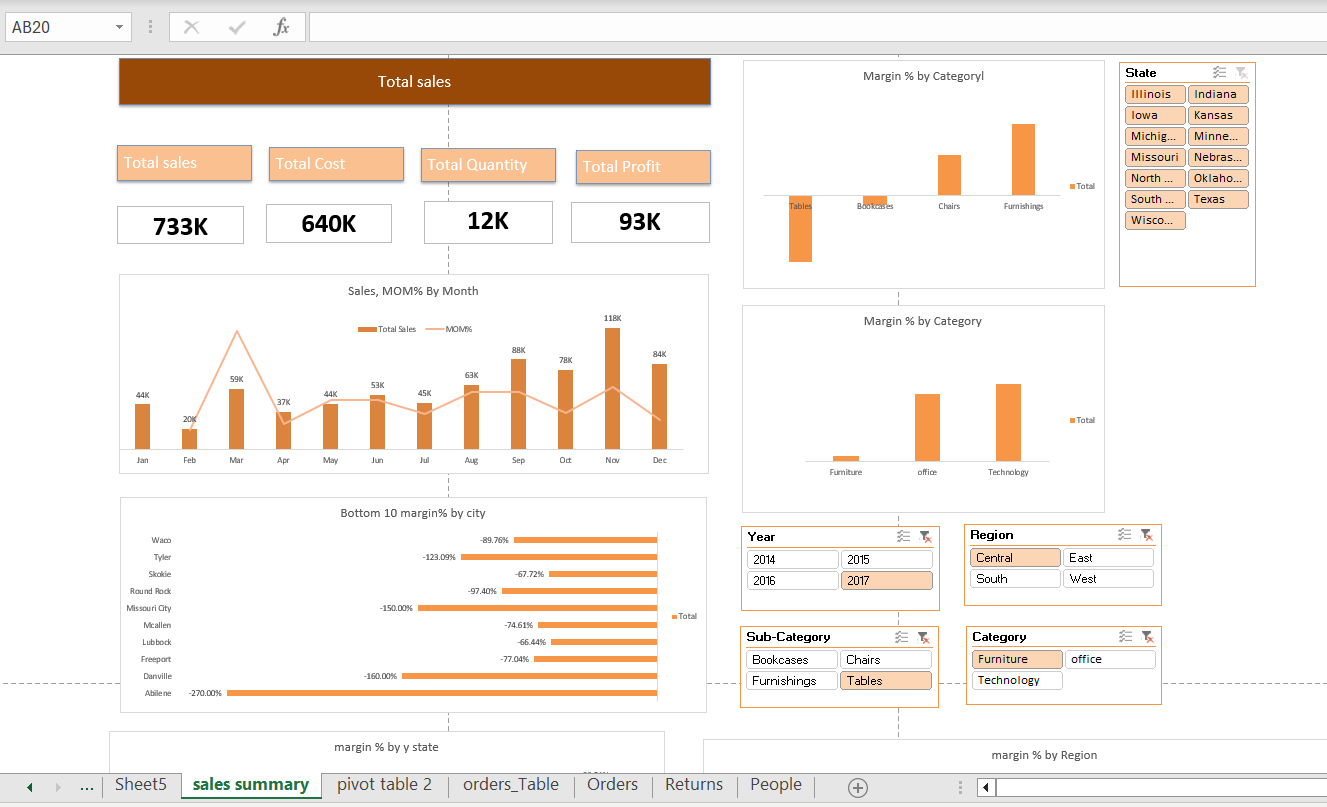 AB20
fx
Total sales
Total sales
Total Cost
Total Quantity
Total Profit
733K
640K
12K
93K
Sales, MOM% By Month
Total Sales
MOM%
44K
20K
59K
37K
44K
53K
45K
63K
88K
78K
118K
84K
Jan
Feb
Mar
Apr
May
Jun
Jul
Aug
Sep
Oct
Nov
Dec
Bottom 10 margin% by city
Waco
-89.76%
Tyler
-123.09%
Skokie
-67.72%
Round Rock
-97.40%
Missouri City
-150.00%
Mcallen
-74.61%
Lubbock
-66.44%
Freeport
-77.04%
Danville
-160.00%
Abilene
-270.00%
Total
margin % by y state
Margin % by Categoryl
Tables
Bookcases
Chairs
Furnishings
Total
Margin % by Category
Furniture
office
Technology
Total
State
Illinois
Indiana
Iowa
Kansas
Michig...
Minne...
Missouri
Nebras...
North ...
Oklaho...
South ...
Texas
Wisco...
Year
2014
2015
2016
2017
Region
Central
East
South
West
Sub-Category
Bookcases
Chairs
Furnishings
Tables
Category
Furniture
office
Technology
margin % by Region
...
Sheet5
sales summary
pivot table 2
orders_Table
Orders
Returns
People